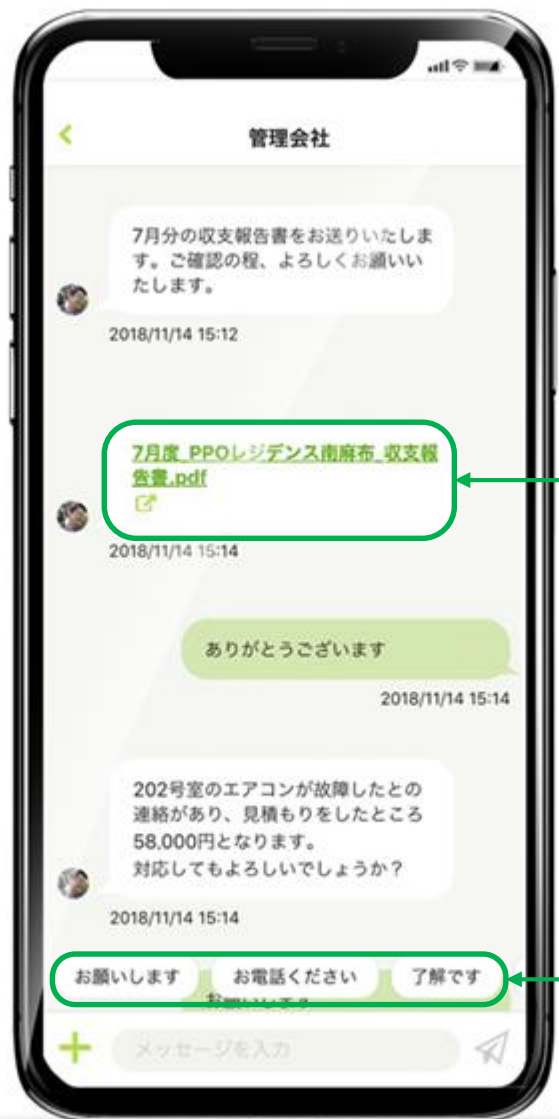 管理会社
7月分の収支報告書をお送りいたしま
す。ご確認の程、よろしくお願いい
たします。
2018/11/14 15:12
7月度_PPOレジデンス南麻布_収支報
告書.pdf
2018/11/14 15:14
ありがとうございます
2018/11/14 15:14
202号室のエアコンが故障したとの
連絡があり、見積もりをしたところ
58,000円となります。
対応してもよろしいでしょうか？
2018/11/14 15:14
お願いします
お電話ください
了解です
メッセージを入力